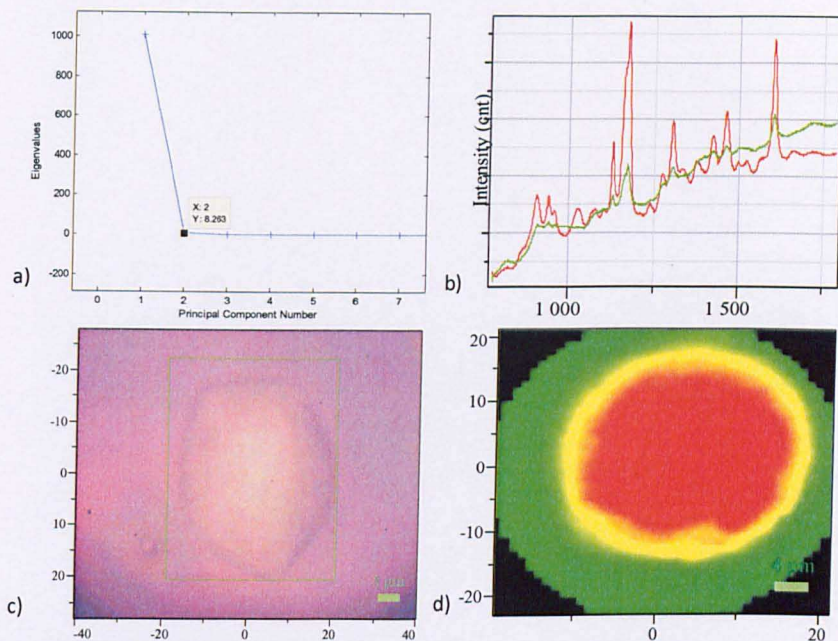 a)
Eigenvalues
1000
800
600
400
200
0
-200
X: 2
Y: 8.263
0 1 2 3 4 5 6 7
Principal Component Number
b)
Intensity (cnt)
1 000 1 500
c)
-20
-10
0
10
20
-40 -20 0 20 40
d)
20
10
0
-10
-20
6 µm
0 20